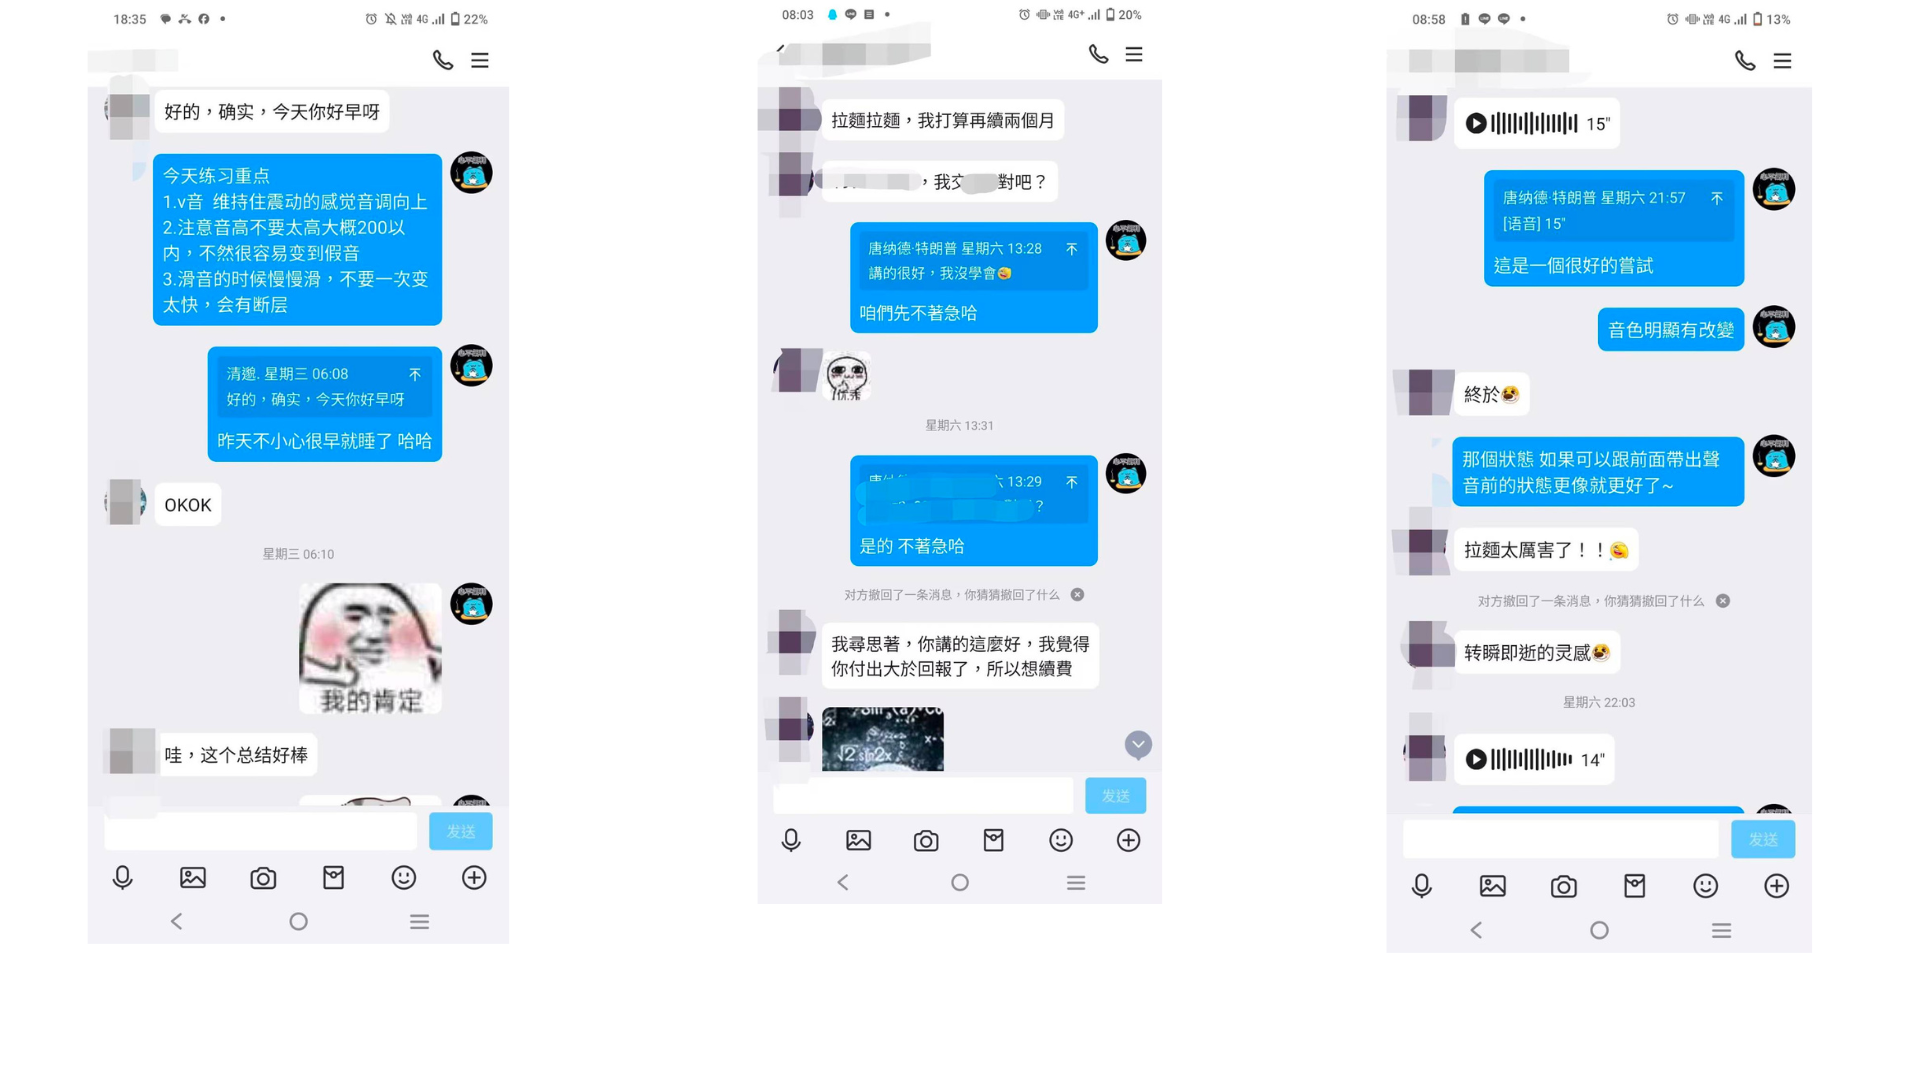 18:35
4G
22%
好的，确实，今天你好早呀
今天练习重点
1.v音 维持住震动的感觉音调向上
2.注意音高不要太高大概200以
内，不然很容易变到假音
3.滑音的时候慢慢滑，不要一次变
太快，会有断层
清邈. 星期三 06:08
好的，确实，今天你好早呀
昨天不小心很早就睡了 哈哈
OKOK
星期三 06:10
我的肯定
哇，这个总结好棒
发送
08:03
4G+
20%
拉麵拉麵，我打算再續兩個月
，我交 對吧？
唐纳德·特朗普 星期六 13:28
講的很好，我沒學會😂
咱們先不著急哈
优秀
星期六 13:31
13:29
？
是的 不著急哈
对方撤回了一条消息，你猜猜撤回了什么
我尋思著，你講的這麼好，我覺得
你付出大於回報了，所以想續費
√2 sin2x
发送
08:58
4G
13%
15"
唐纳德·特朗普 星期六 21:57
[语音] 15"
這是一個很好的嘗試
音色明顯有改變
終於
那個狀態 如果可以跟前面帶出聲
音前的狀態更像就更好了~
拉麵太厲害了！！
对方撤回了一条消息，你猜猜撤回了什么
转瞬即逝的灵感
星期六 22:03
14"
发送